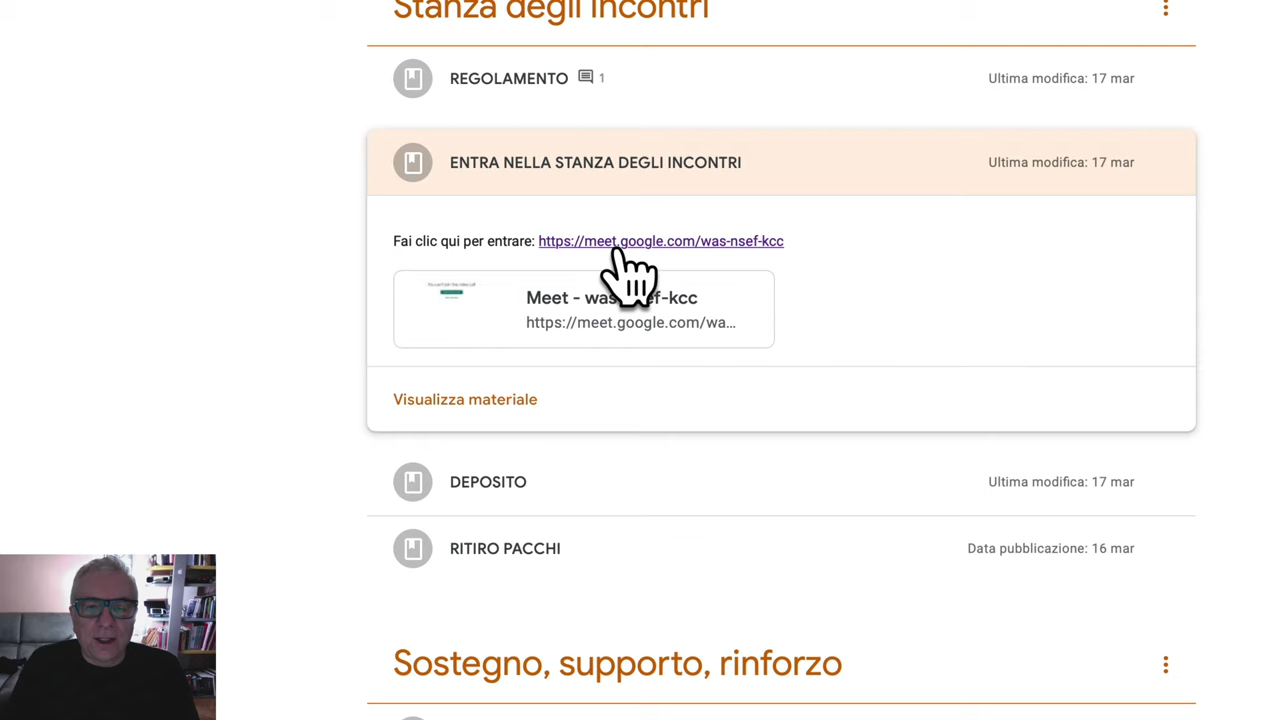 Stanza degli incontri
REGOLAMENTO 1
Ultima modifica: 17 mar
ENTRA NELLA STANZA DEGLI INCONTRI
Ultima modifica: 17 mar
Fai clic qui per entrare: https://meet.google.com/was-nsef-kcc
Meet - was-nsef-kcc
https://meet.google.com/wa...
Visualizza materiale
DEPOSITO
Ultima modifica: 17 mar
RITIRO PACCHI
Data pubblicazione: 16 mar
Sostegno, supporto, rinforzo